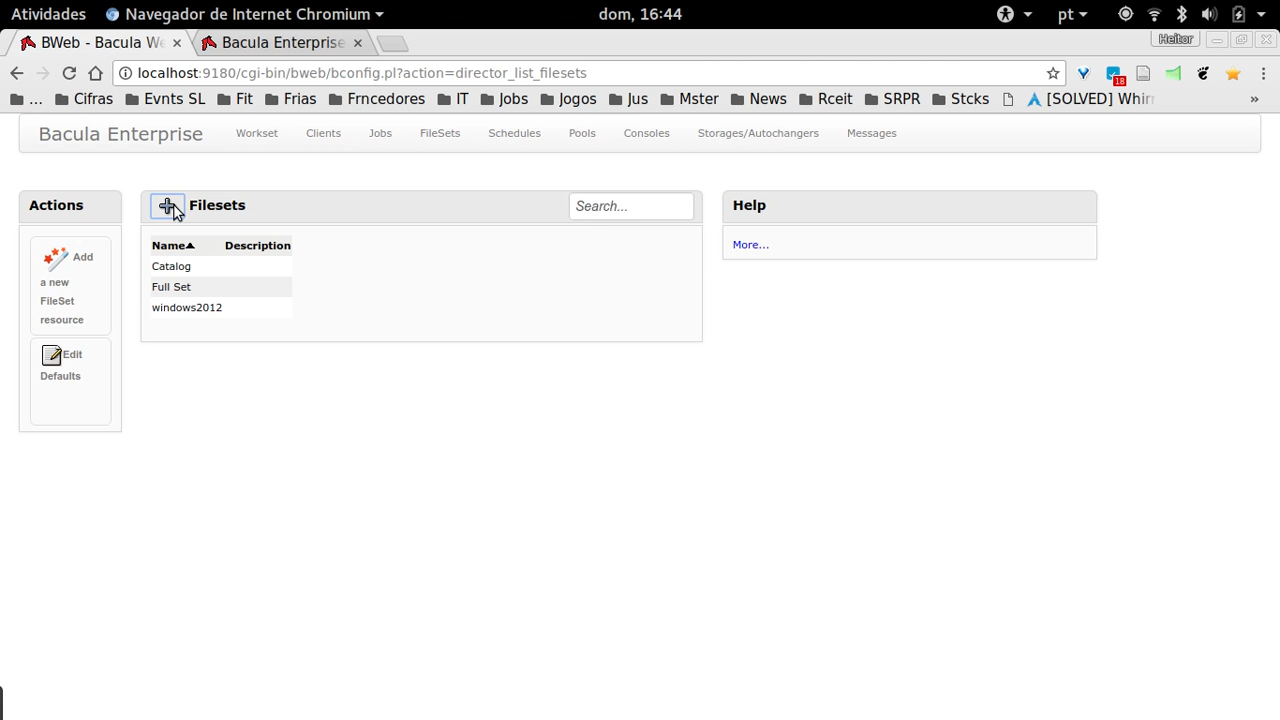 Atividades Navegador de Internet Chromium dom, 16:44 pt
BWeb - Bacula We Bacula Enterprise Heitor
localhost:9180/cgi-bin/bweb/bconfig.pl?action=director_list_filesets 18
... Cifras Evnts SL Fit Frias Frncedores IT Jobs Jogos Jus Mster News Rceit SRPR Stcks [SOLVED] Whirr »
Bacula Enterprise Workset Clients Jobs FileSets Schedules Pools Consoles Storages/Autochangers Messages
Actions
Add
a new
FileSet
resource
Edit
Defaults
Filesets Search...
Name Description
Catalog
Full Set
windows2012
Help
More...